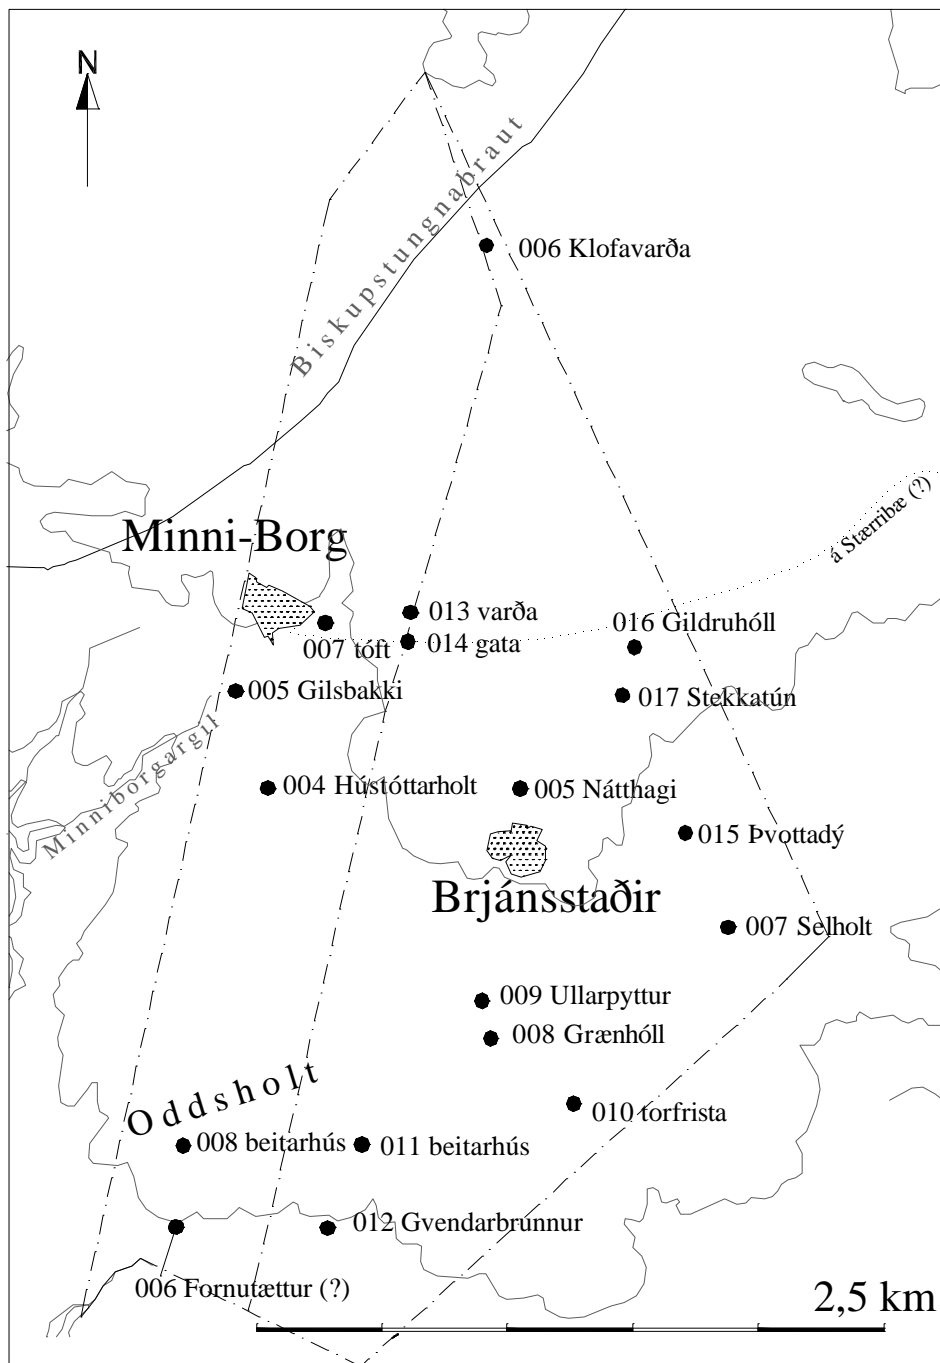 N
Biskupstungnabraut
006 Klofavarða
á Stærribæ (?)
Minni-Borg
013 varða
016 Gildruhóll
007 tóft
014 gata
005 Gilsbakki
017 Stekkatún
Minniborgargil
004 Hústóttarholt
005 Nátthagi
015 Þvottadý
Brjánsstaðir
007 Selholt
009 Ullarpyttur
008 Grænhóll
Oddsholt
010 torfrista
008 beitarhús
011 beitarhús
012 Gvendarbrunnur
006 Fornutættur (?)
2,5 km